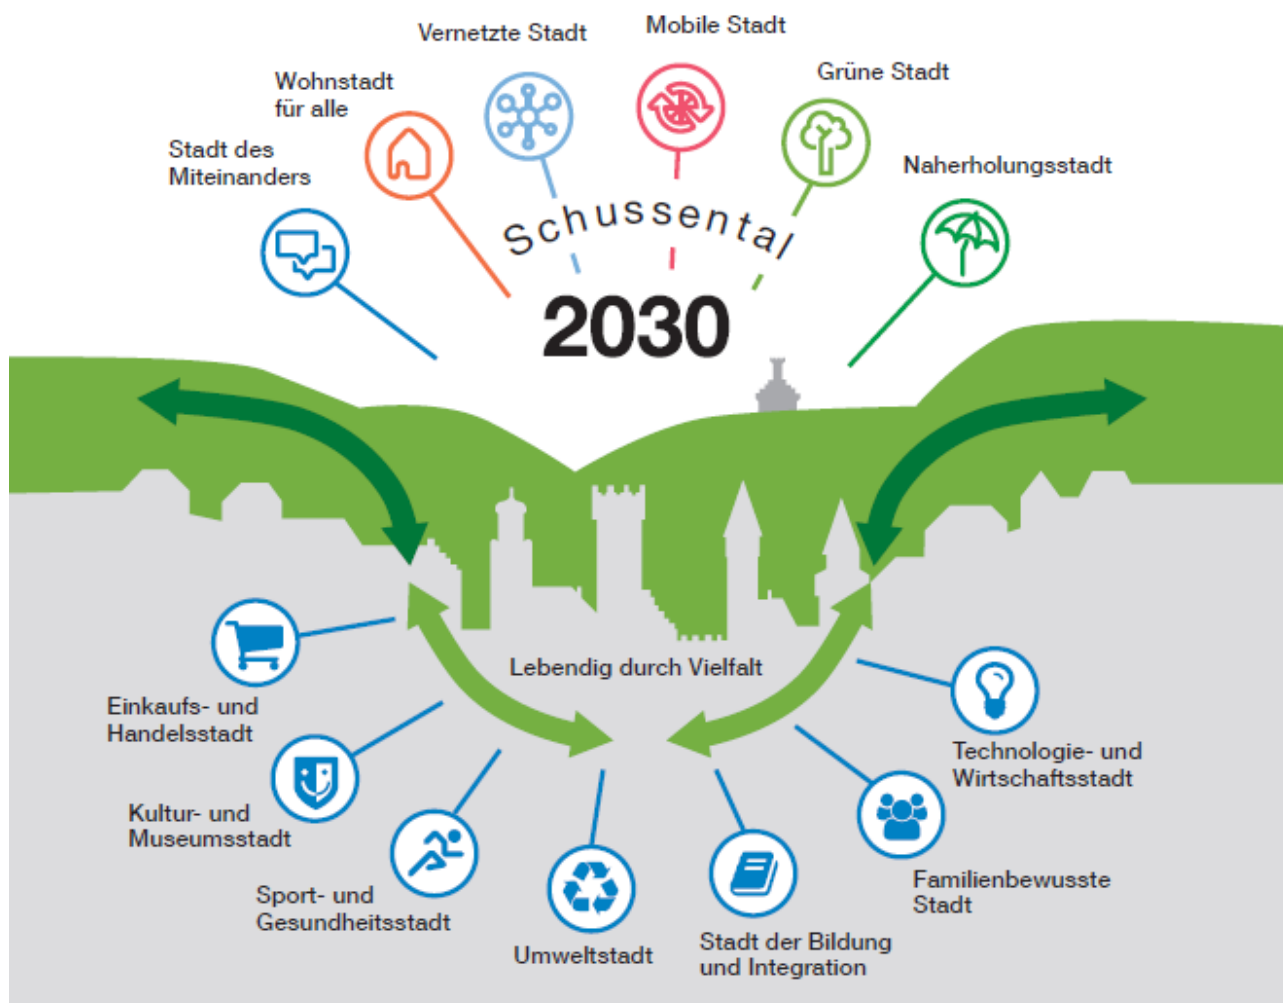 Vernetzte Stadt
Mobile Stadt
Grüne Stadt
Wohnstadt
für alle
Stadt des
Miteinanders
Naherholungsstadt
Schussental
2030
Lebendig durch Vielfalt
Einkaufs- und
Handelsstadt
Kultur- und
Museumsstadt
Sport- und
Gesundheitsstadt
Umweltstadt
Stadt der Bildung
und Integration
Familienbewusste
Stadt
Technologie- und
Wirtschaftsstadt